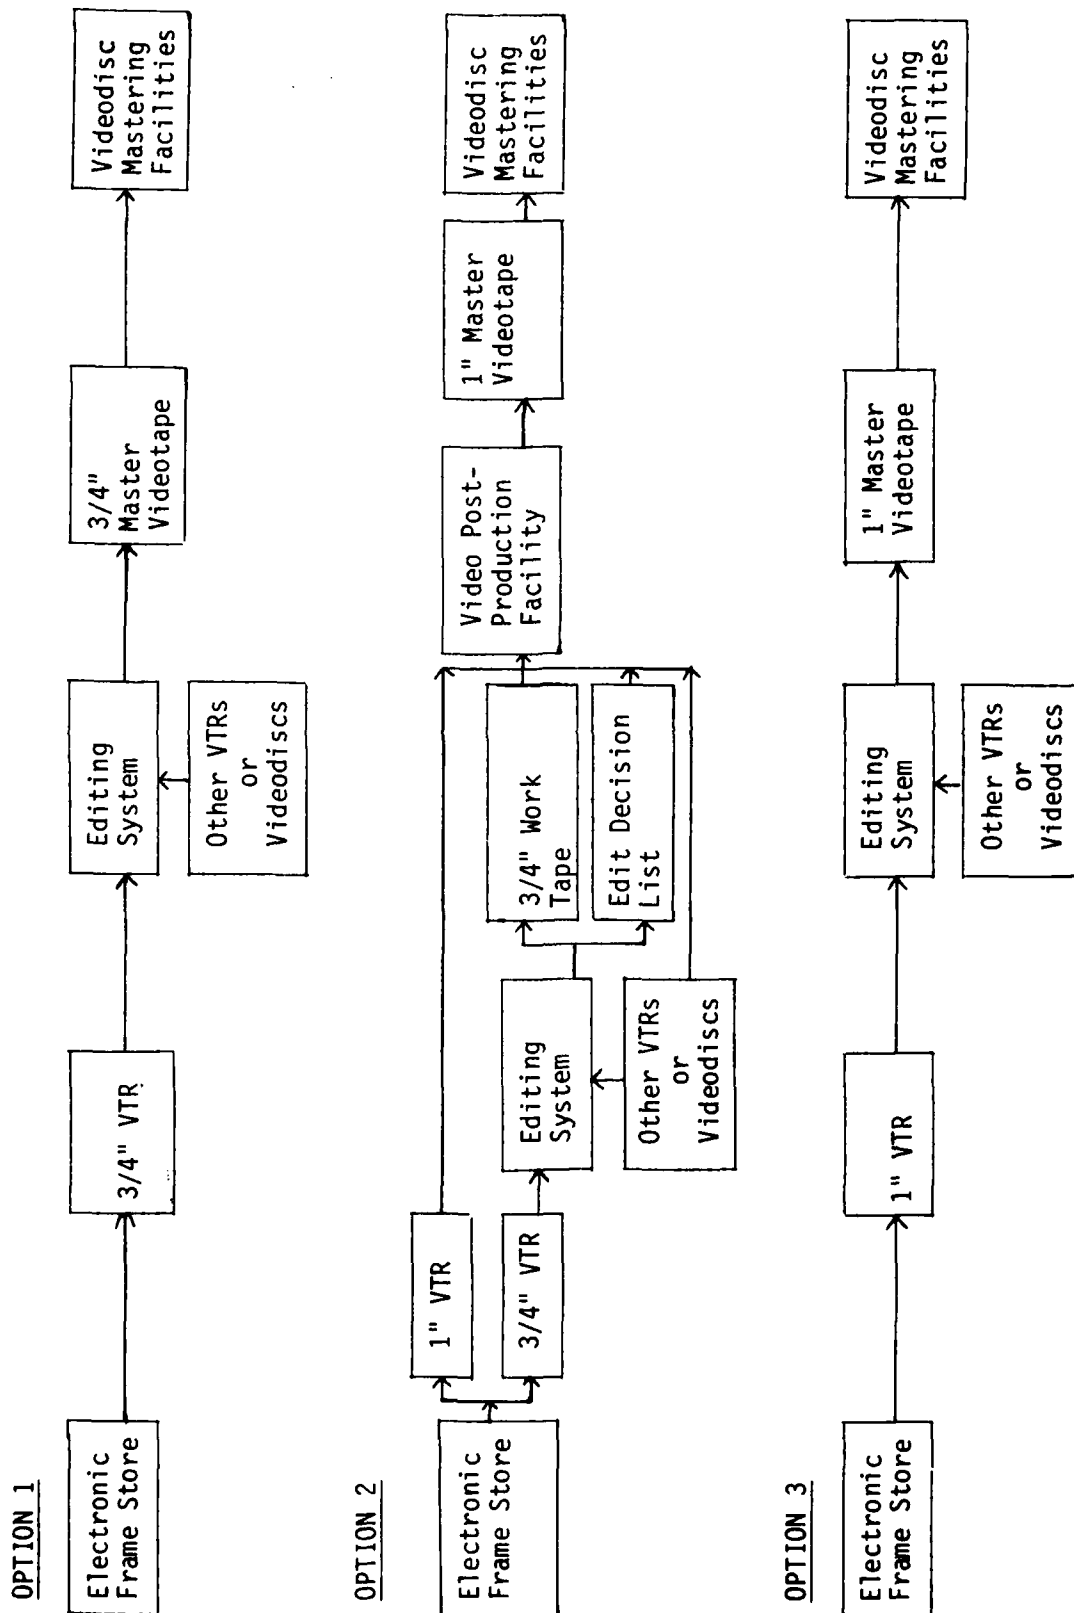 OPTION 1
Electronic
Frame Store
3/4" VTR
Editing
System
Other VTRs
or
Videodiscs
3/4"
Master
Videotape
Videodisc
Mastering
Facilities
OPTION 2
Electronic
Frame Store
1" VTR
3/4" VTR
Editing
System
Other VTRs
or
Videodiscs
3/4" Work
Tape
Edit Decision
List
Video Post-
Production
Facility
1" Master
Videotape
Videodisc
Mastering
Facilities
OPTION 3
Electronic
Frame Store
1" VTR
Editing
System
Other VTRs
or
Videodiscs
1" Master
Videotape
Videodisc
Mastering
Facilities